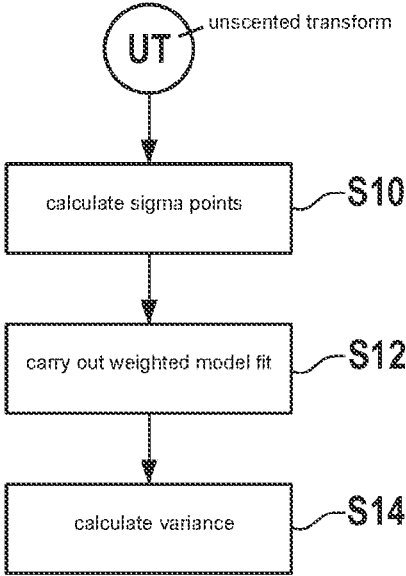 UT unscented transform
calculate sigma points S10
carry out weighted model fit S12
calculate variance S14